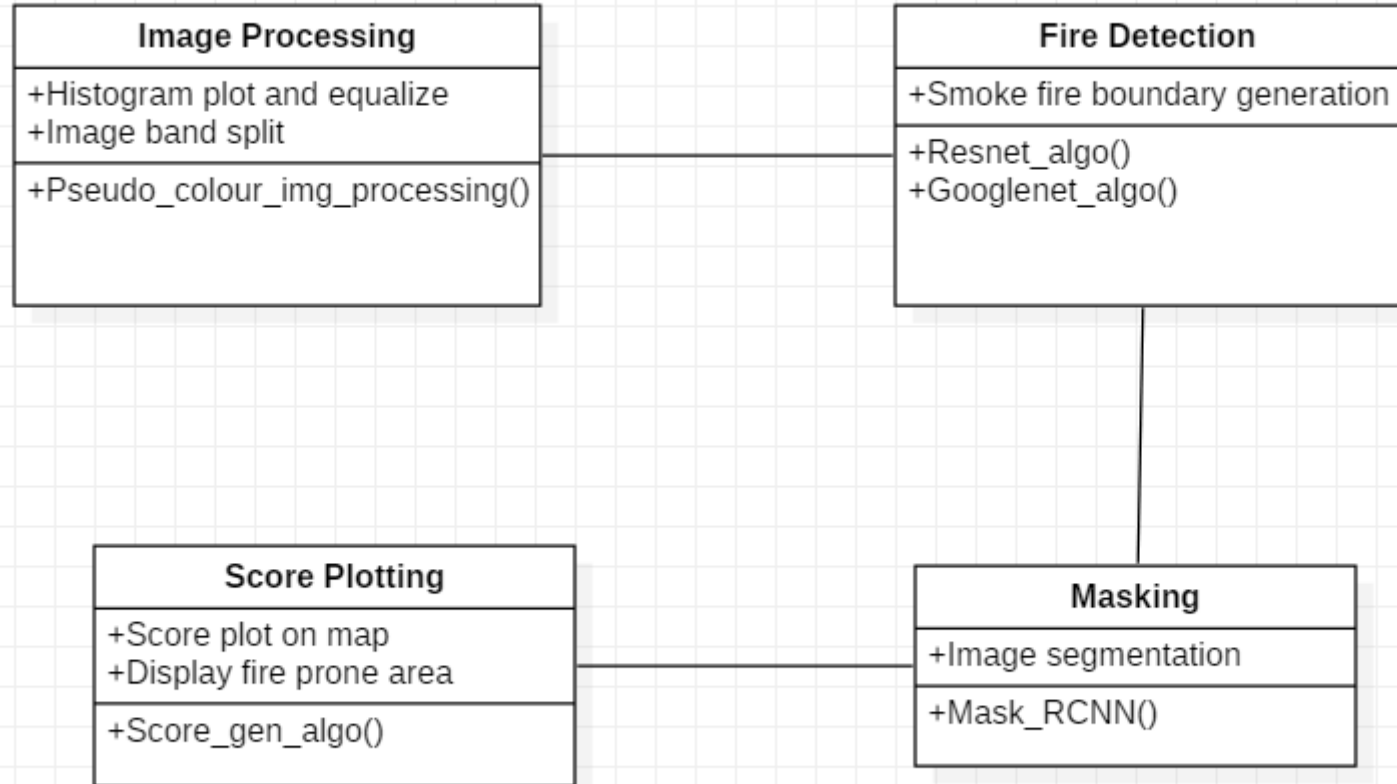 Image Processing
+Histogram plot and equalize
+Image band split
+Pseudo_colour_img_processing()
Fire Detection
+Smoke fire boundary generation
+Resnet_algo()
+Googlenet_algo()
Score Plotting
+Score plot on map
+Display fire prone area
+Score_gen_algo()
Masking
+Image segmentation
+Mask_RCNN()